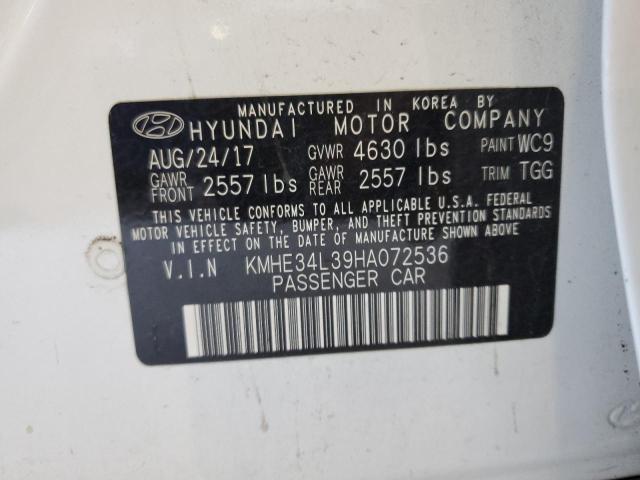 MANUFACTURED IN KOREA BY
HYUNDAI MOTOR COMPANY
AUG/24/17 GVWR 4630 lbs PAINT WC9
GAWR FRONT 2557 lbs GAWR REAR 2557 lbs TRIM TGG
THIS VEHICLE CONFORMS TO ALL APPLICABLE U.S.A. FEDERAL
MOTOR VEHICLE SAFETY, BUMPER, AND THEFT PREVENTION STANDARDS
IN EFFECT ON THE DATE OF MANUFACTURE SHOWN ABOVE
V.I.N KMHE34L39HA072536
PASSENGER CAR